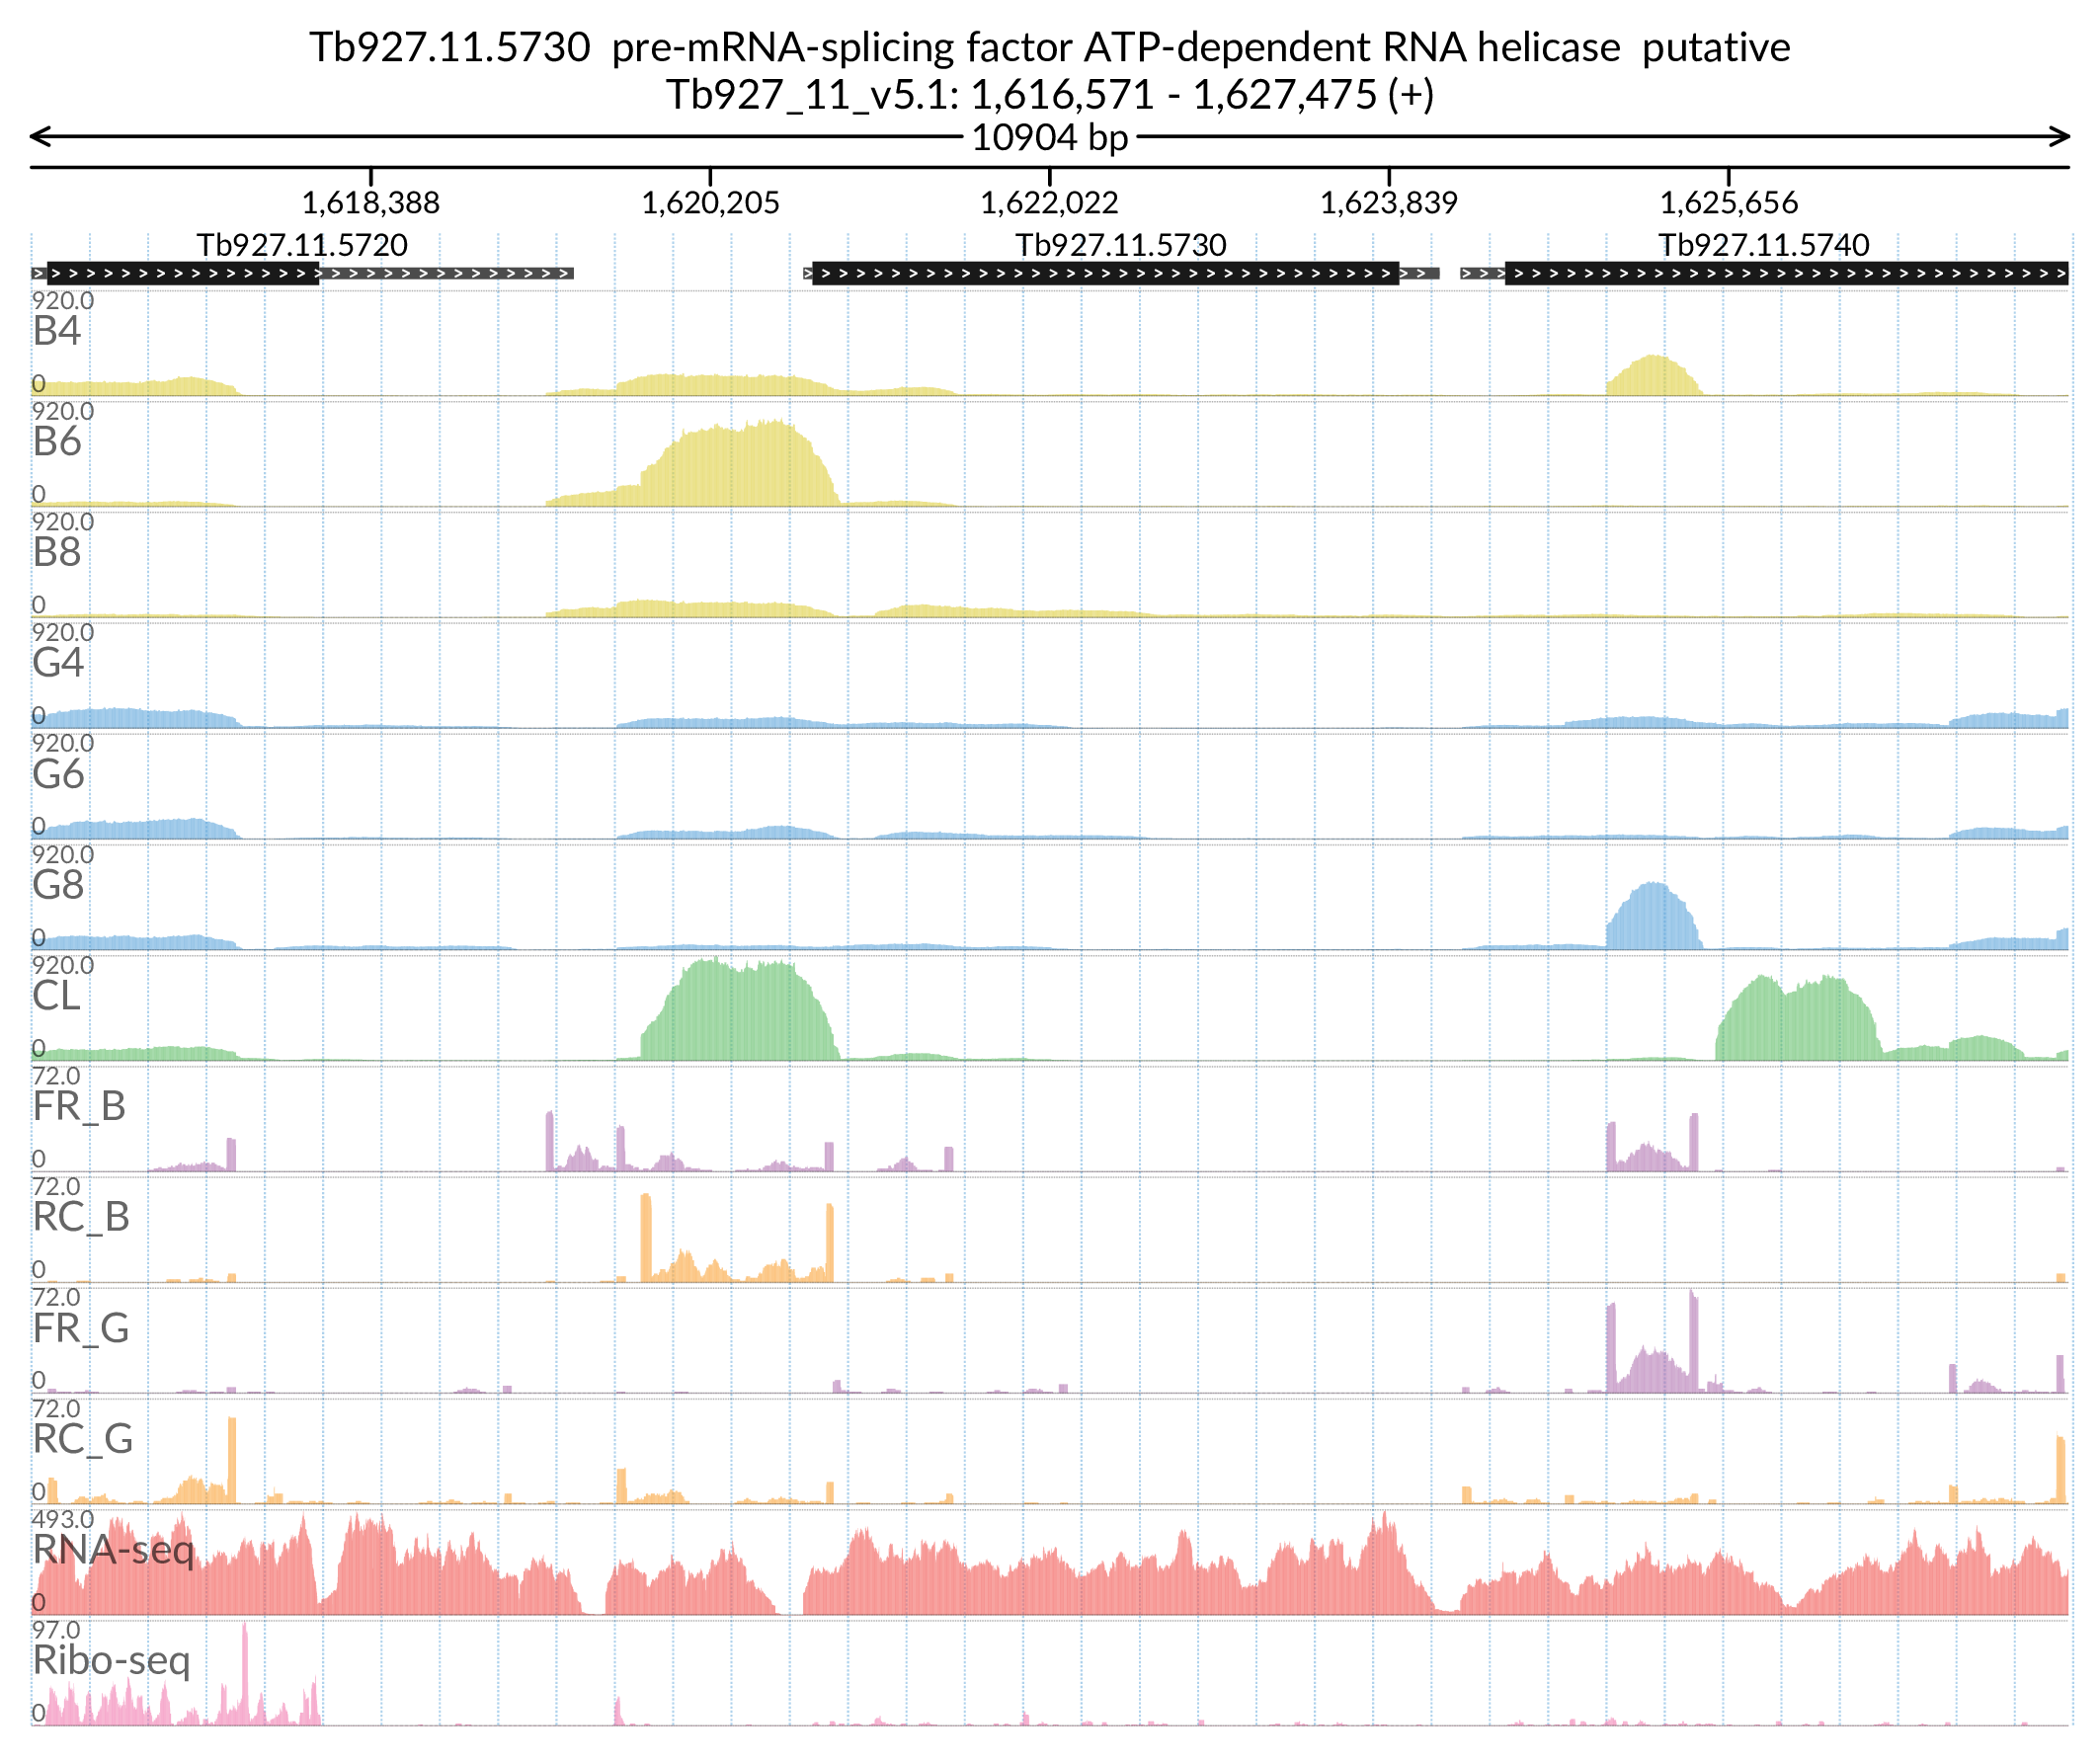 Tb927.11.5730 pre-mRNA-splicing factor ATP-dependent RNA helicase putative
Tb927_11_v5.1: 1,616,571 - 1,627,475 (+)
10904 bp
1,618,388 1,620,205 1,622,022 1,623,839 1,625,656
Tb927.11.5720 Tb927.11.5730 Tb927.11.5740
920.0
B4
0
920.0
B6
0
920.0
B8
0
920.0
G4
0
920.0
G6
0
920.0
G8
0
920.0
CL
0
72.0
FR_B
0
72.0
RC_B
0
72.0
FR_G
0
72.0
RC_G
0
493.0
RNA-seq
0
97.0
Ribo-seq
0